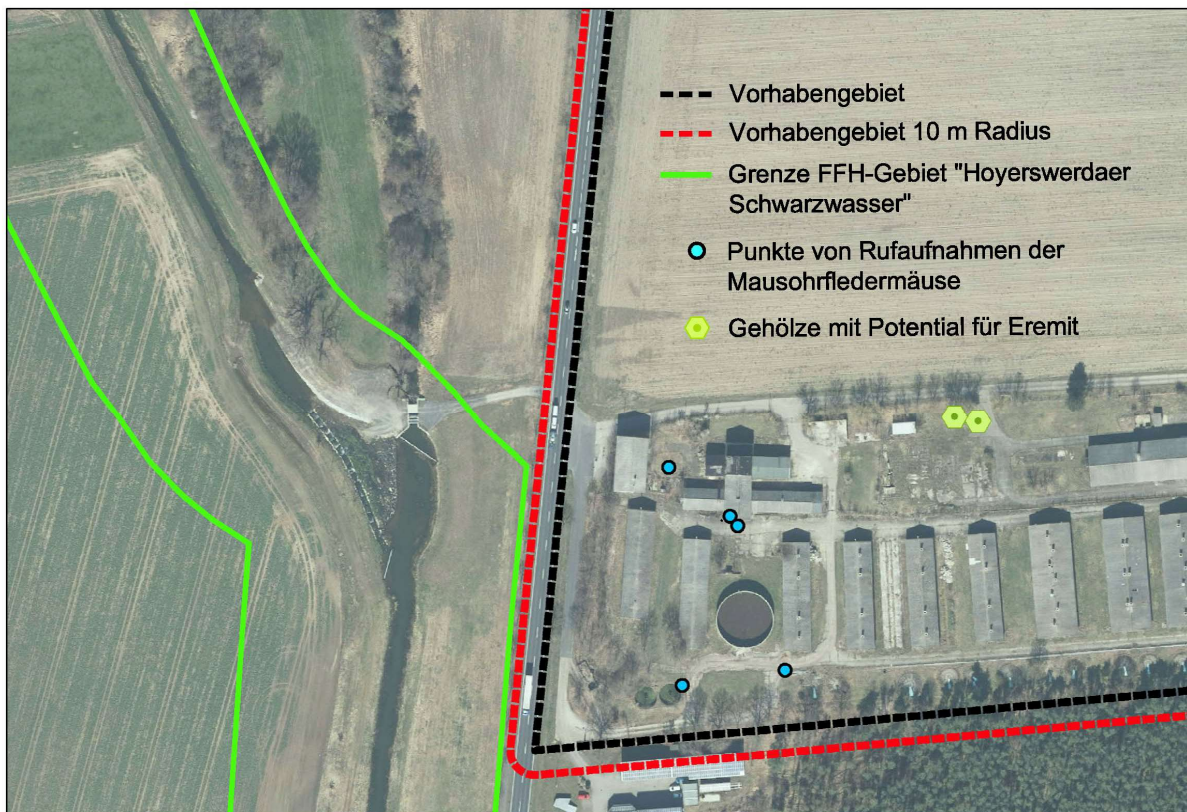 Vorhabengebiet
Vorhabengebiet 10 m Radius
Grenze FFH-Gebiet "Hoyerswerdaer
Schwarzwasser"
Punkte von Rufaufnahmen der
Mausohrfledermäuse
Gehölze mit Potential für Eremit